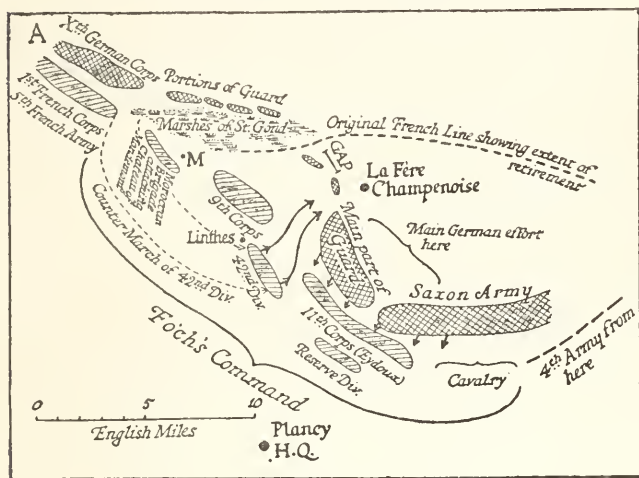 A
Xth German Corps
1st French Corps
5th French Army
Portions of Guard
Marshes of St. Gond
Original French Line showing extent of
retirement
GAP
M
La Fère
Champenoise
Moroccan
Brigade
9th Corps
Main German effort
here
Linthes
42nd Div.
Main part of
Guard
Counter March of 42nd Div.
Saxon Army
11th Corps (Eydoux)
Reserve Div.
Foch's Command
Cavalry
4th Army from
here
0 5 10
English Miles
Plancy
H.Q.